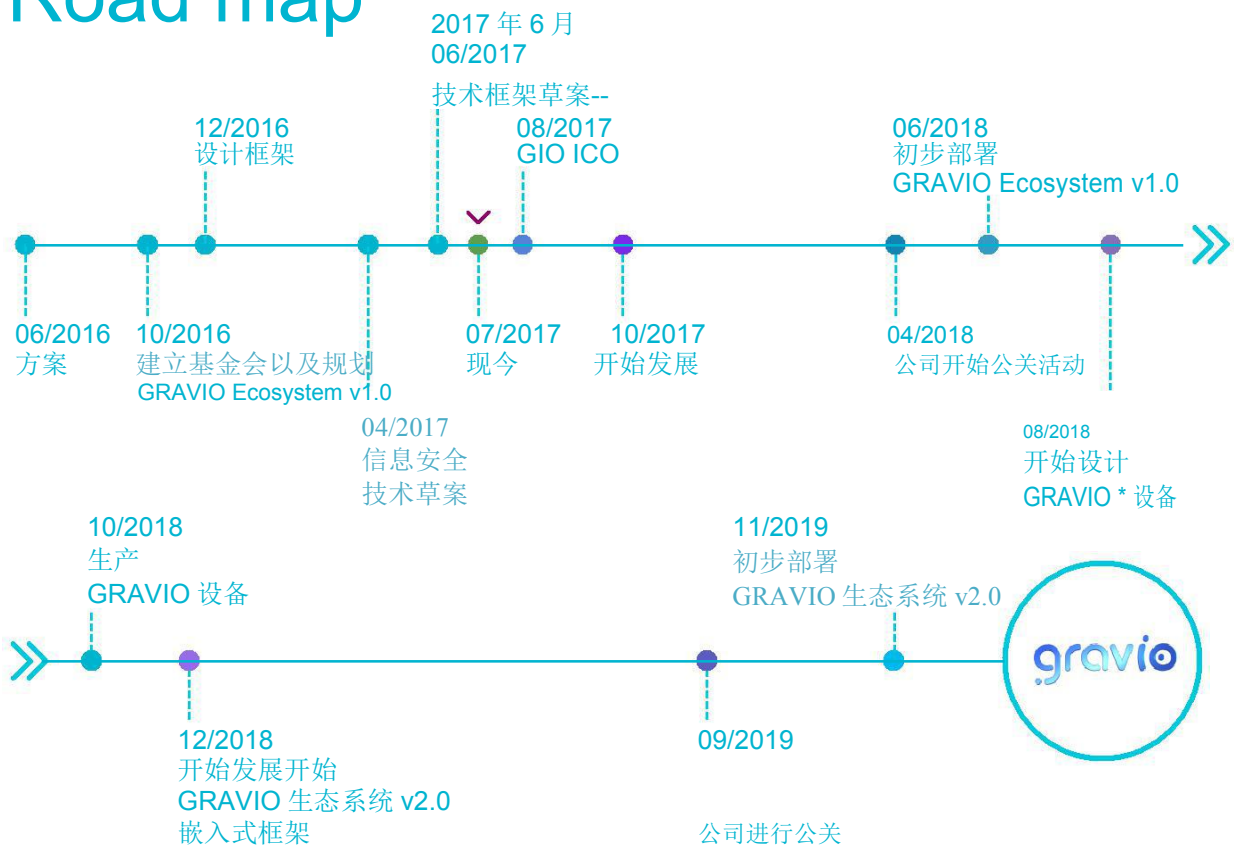 Road map
2017 年 6 月
06/2017
技术框架草案--
12/2016
设计框架
08/2017
GIO ICO
06/2018
初步部署
GRAVIO Ecosystem v1.0
06/2016
方案
10/2016
建立基金会以及规划
GRAVIO Ecosystem v1.0
04/2017
信息安全
技术草案
07/2017
现今
10/2017
开始发展
04/2018
公司开始公关活动
08/2018
开始设计
GRAVIO * 设备
10/2018
生产
GRAVIO 设备
12/2018
开始发展开始
GRAVIO 生态系统 v2.0
嵌入式框架
09/2019
公司进行公关
11/2019
初步部署
GRAVIO 生态系统 v2.0
gravio